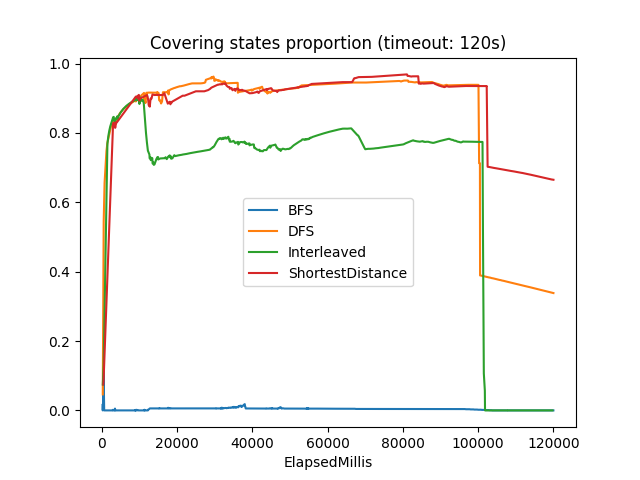 Covering states proportion (timeout: 120s)
1.0
0.8
0.6
0.4
0.2
0.0
BFS
DFS
Interleaved
ShortestDistance
0 20000 40000 60000 80000 100000 120000
ElapsedMillis